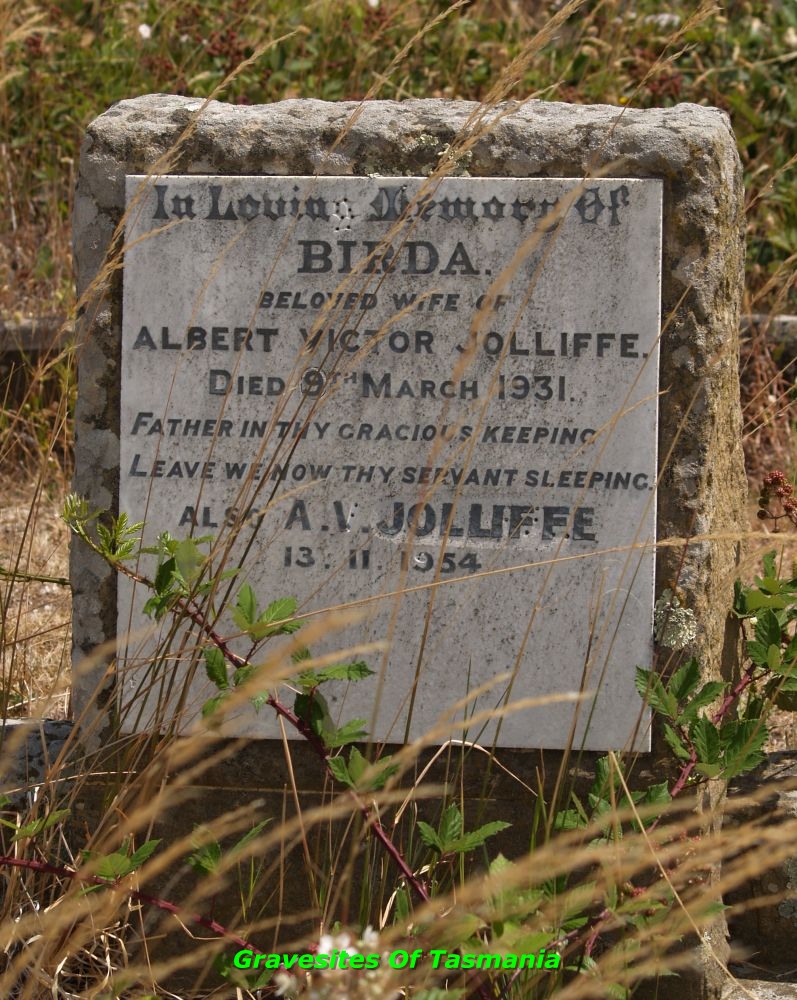 In Loving Memory Of
BIRDA.
BELOVED WIFE OF
ALBERT VICTOR JOLLIFFE.
DIED 9TH MARCH 1931.
FATHER IN THY GRACIOUS KEEPING
LEAVE WE NOW THY SERVANT SLEEPING.
ALSO A.V. JOLLIFFE
13. 11. 1954
Gravesites Of Tasmania